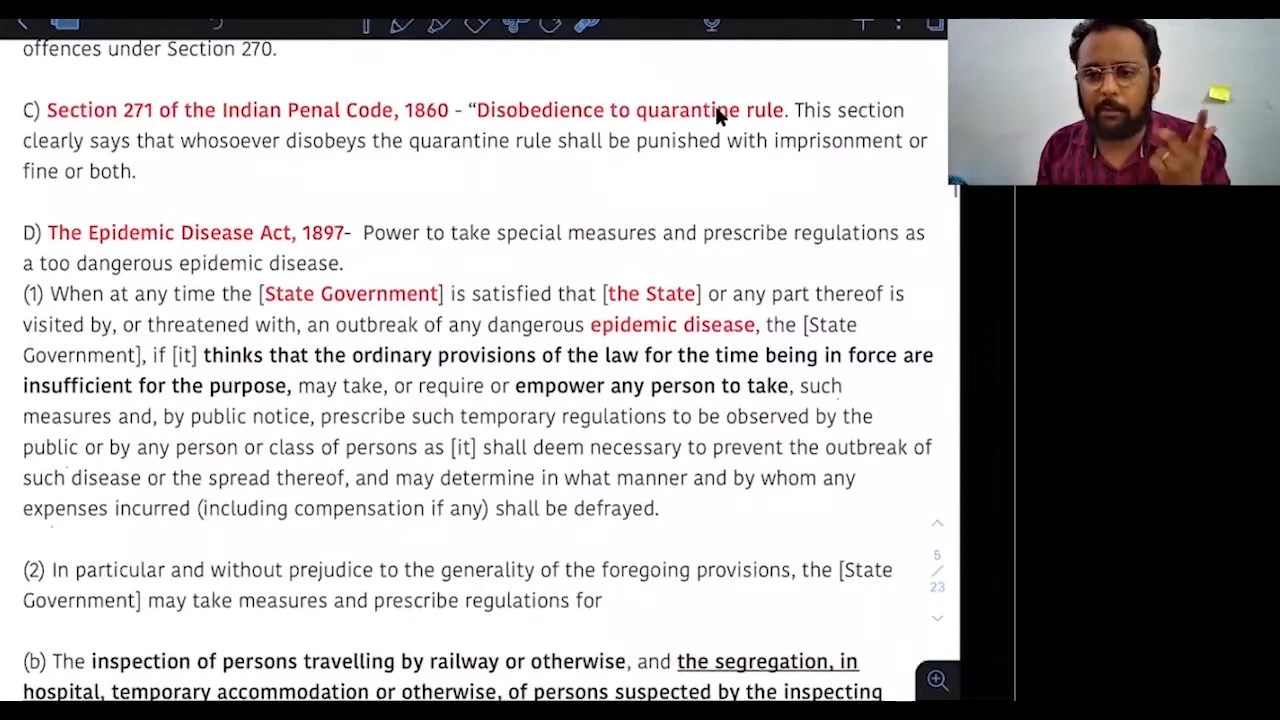 offences under Section 270.
C) Section 271 of the Indian Penal Code, 1860 - “Disobedience to quarantine rule. This section
clearly says that whosoever disobeys the quarantine rule shall be punished with imprisonment or
fine or both.
D) The Epidemic Disease Act, 1897- Power to take special measures and prescribe regulations as
a too dangerous epidemic disease.
(1) When at any time the [State Government] is satisfied that [the State] or any part thereof is
visited by, or threatened with, an outbreak of any dangerous epidemic disease, the [State
Government], if [it] thinks that the ordinary provisions of the law for the time being in force are
insufficient for the purpose, may take, or require or empower any person to take, such
measures and, by public notice, prescribe such temporary regulations to be observed by the
public or by any person or class of persons as [it] shall deem necessary to prevent the outbreak of
such disease or the spread thereof, and may determine in what manner and by whom any
expenses incurred (including compensation if any) shall be defrayed.
(2) In particular and without prejudice to the generality of the foregoing provisions, the [State
Government] may take measures and prescribe regulations for
(b) The inspection of persons travelling by railway or otherwise, and the segregation, in
hospital, temporary accommodation or otherwise, of persons suspected by the inspecting
5
/
23